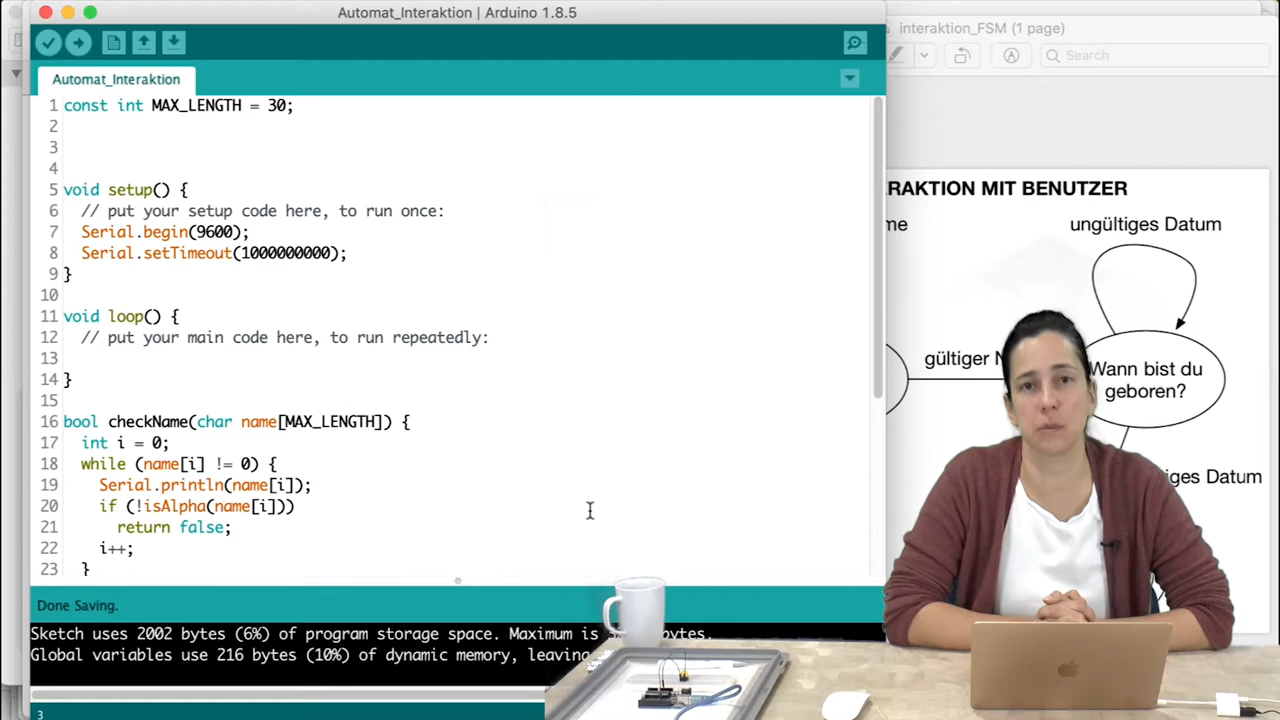 Automat_Interaktion | Arduino 1.8.5
interaktion_FSM (1 page)
Search
Automat_Interaktion
1 const int MAX_LENGTH = 30;
2
3
4
5 void setup() {
6 // put your setup code here, to run once:
7 Serial.begin(9600);
8 Serial.setTimeout(1000000000);
9 }
10
11 void loop() {
12 // put your main code here, to run repeatedly:
13
14 }
15
16 bool checkName(char name[MAX_LENGTH]) {
17 int i = 0;
18 while (name[i] != 0) {
19 Serial.println(name[i]);
20 if (!isAlpha(name[i]))
21 return false;
22 i++;
23 }
RAKTION MIT BENUTZER
me
ungültiges Datum
gültiger N
Wann bist du
geboren?
iges Datum
Done Saving.
Sketch uses 2002 bytes (6%) of program storage space. Maximum is bytes.
Global variables use 216 bytes (10%) of dynamic memory, leaving
3